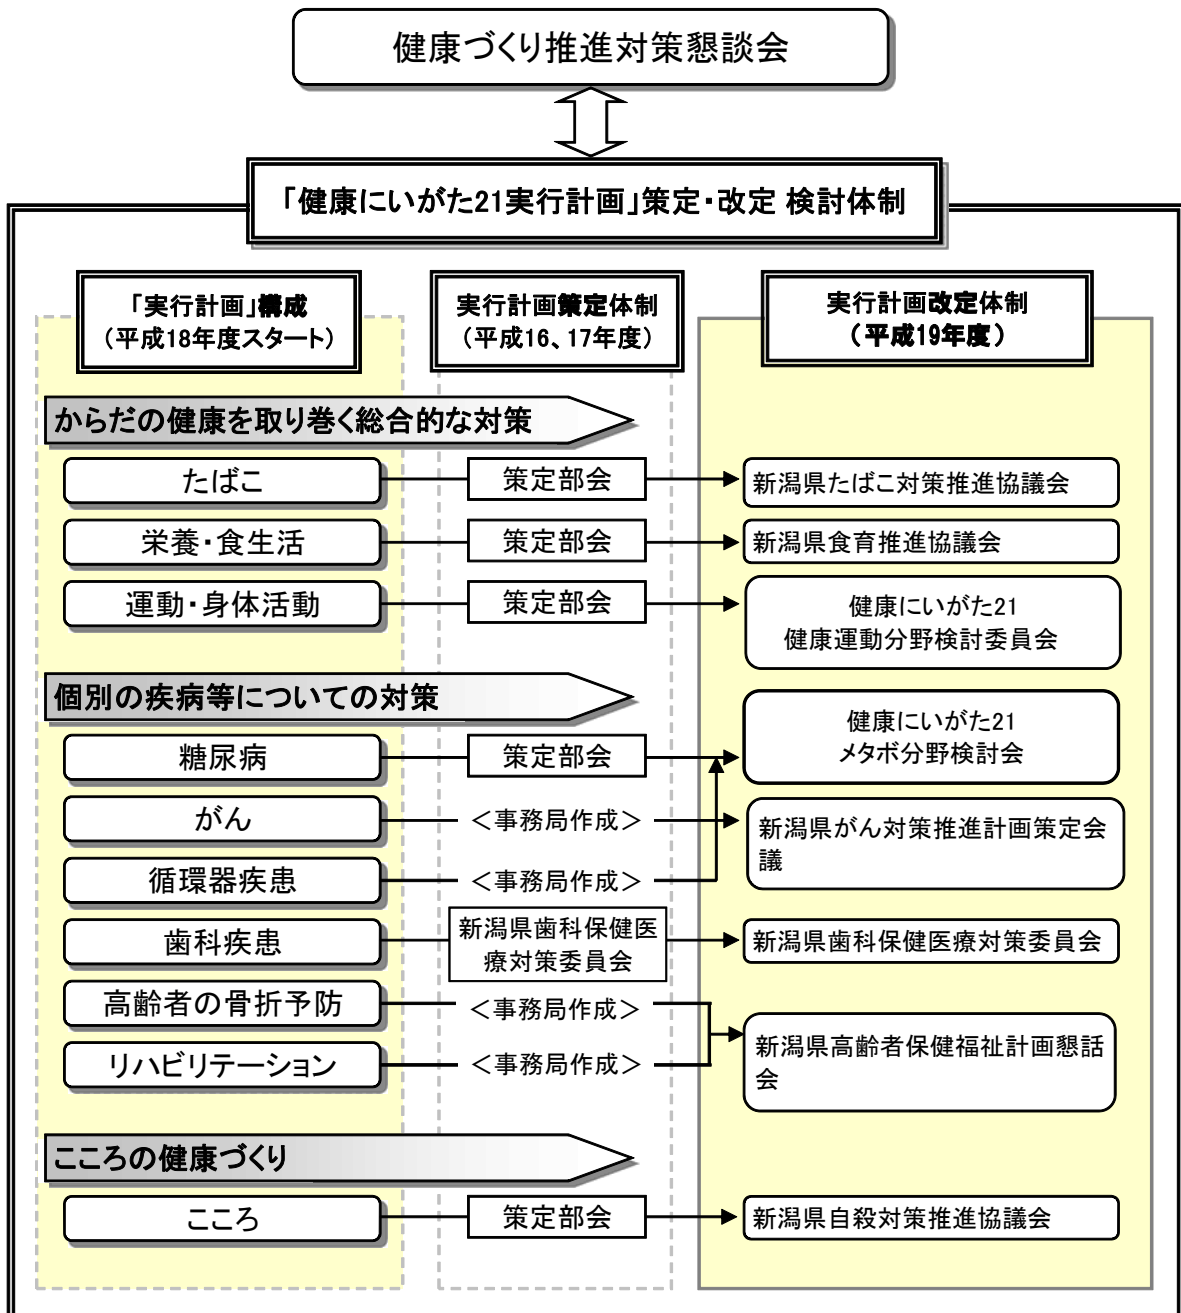 健康づくり推進対策懇談会
「健康にいがた21実行計画」策定・改定 検討体制
「実行計画」構成
（平成18年度スタート）
実行計画策定体制
（平成16、17年度）
実行計画改定体制
（平成19年度）
からだの健康を取り巻く総合的な対策
たばこ
策定部会
新潟県たばこ対策推進協議会
栄養・食生活
策定部会
新潟県食育推進協議会
運動・身体活動
策定部会
健康にいがた21
健康運動分野検討委員会
個別の疾病等についての対策
糖尿病
策定部会
健康にいがた21
メタボ分野検討会
がん
＜事務局作成＞
新潟県がん対策推進計画策定会
議
循環器疾患
＜事務局作成＞
歯科疾患
新潟県歯科保健医
療対策委員会
新潟県歯科保健医療対策委員会
高齢者の骨折予防
＜事務局作成＞
リハビリテーション
＜事務局作成＞
新潟県高齢者保健福祉計画懇話
会
こころの健康づくり
こころ
策定部会
新潟県自殺対策推進協議会